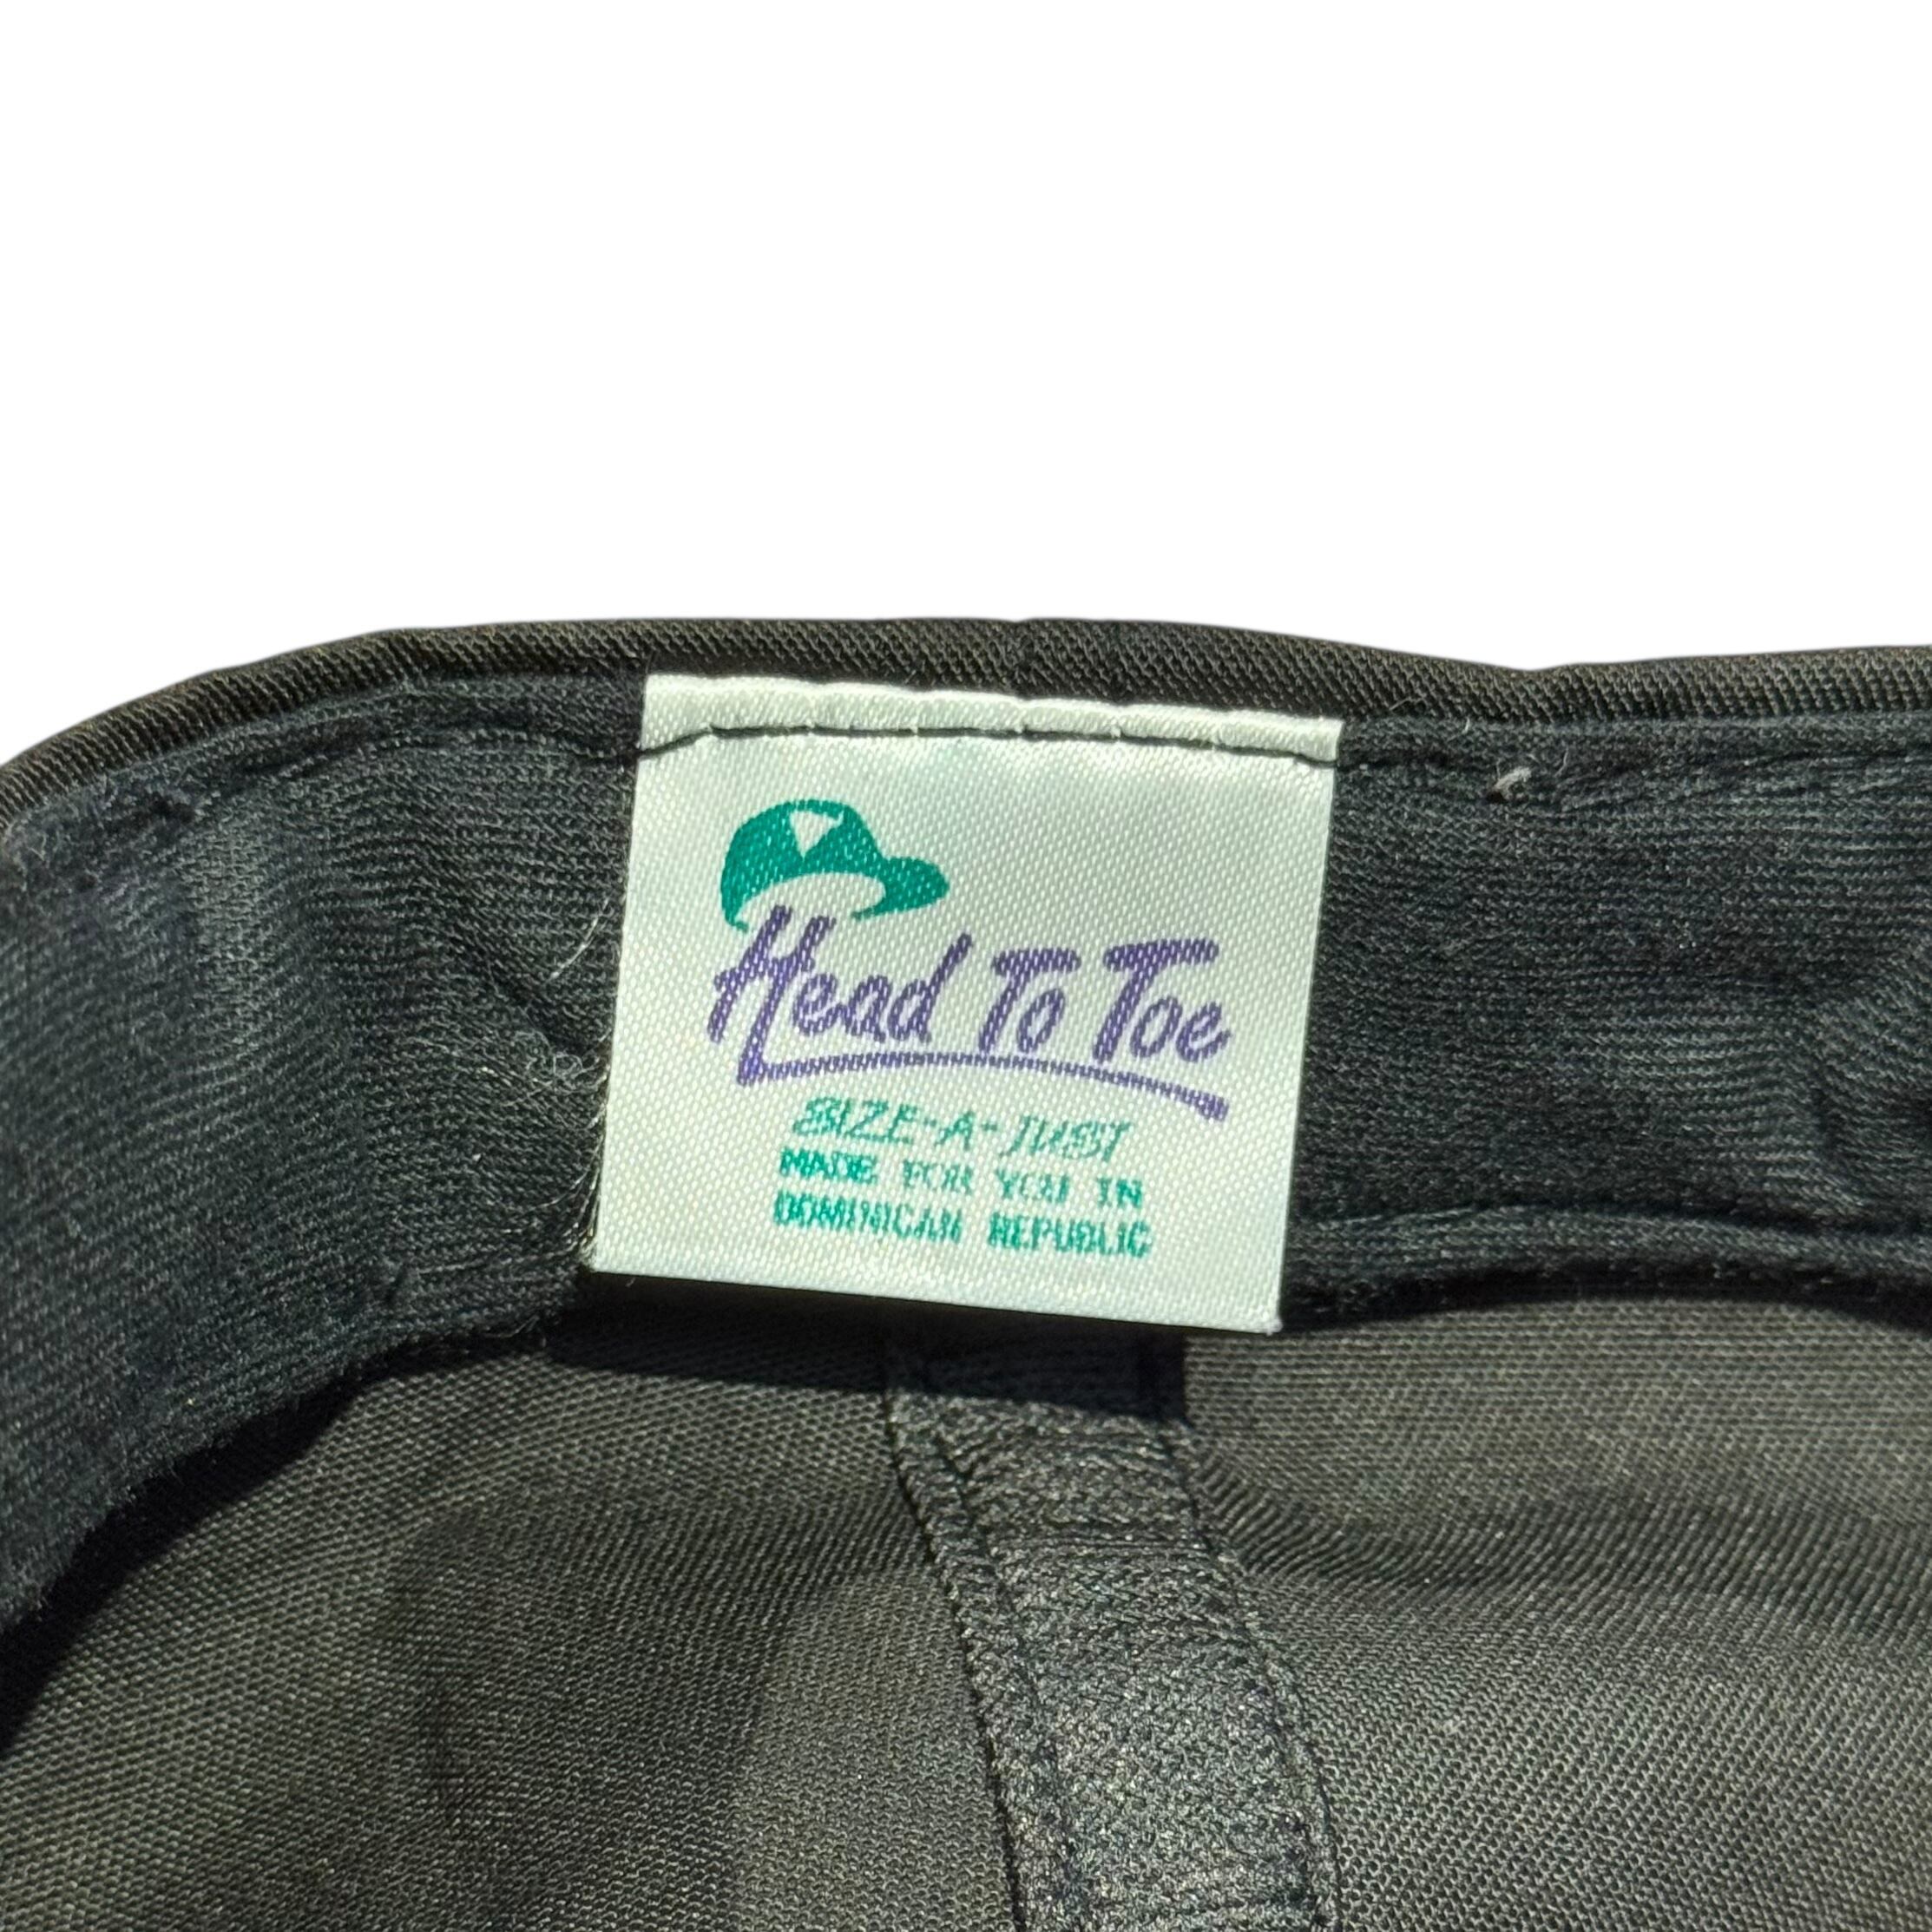 Head To Toe
SIZE-A-JUST
MADE FOR YOU IN
DOMINICAN REPUBLIC